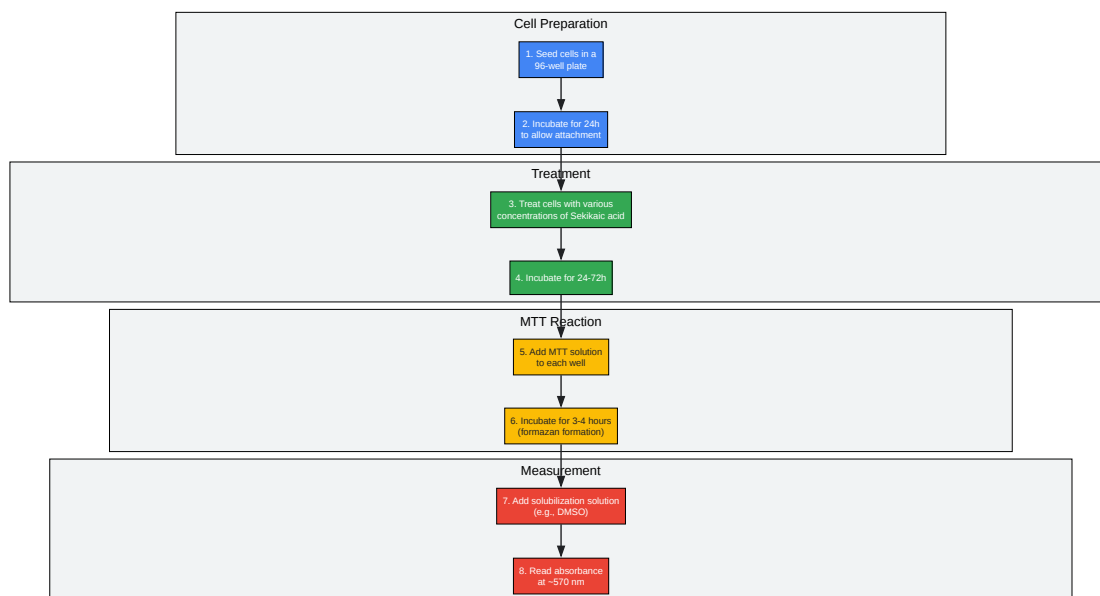 Cell Preparation
1. Seed cells in a
96-well plate
2. Incubate for 24h
to allow attachment
Treatment
3. Treat cells with various
concentrations of Sekikaic acid
4. Incubate for 24-72h
MTT Reaction
5. Add MTT solution
to each well
6. Incubate for 3-4 hours
(formazan formation)
Measurement
7. Add solubilization solution
(e.g., DMSO)
8. Read absorbance
at ~570 nm